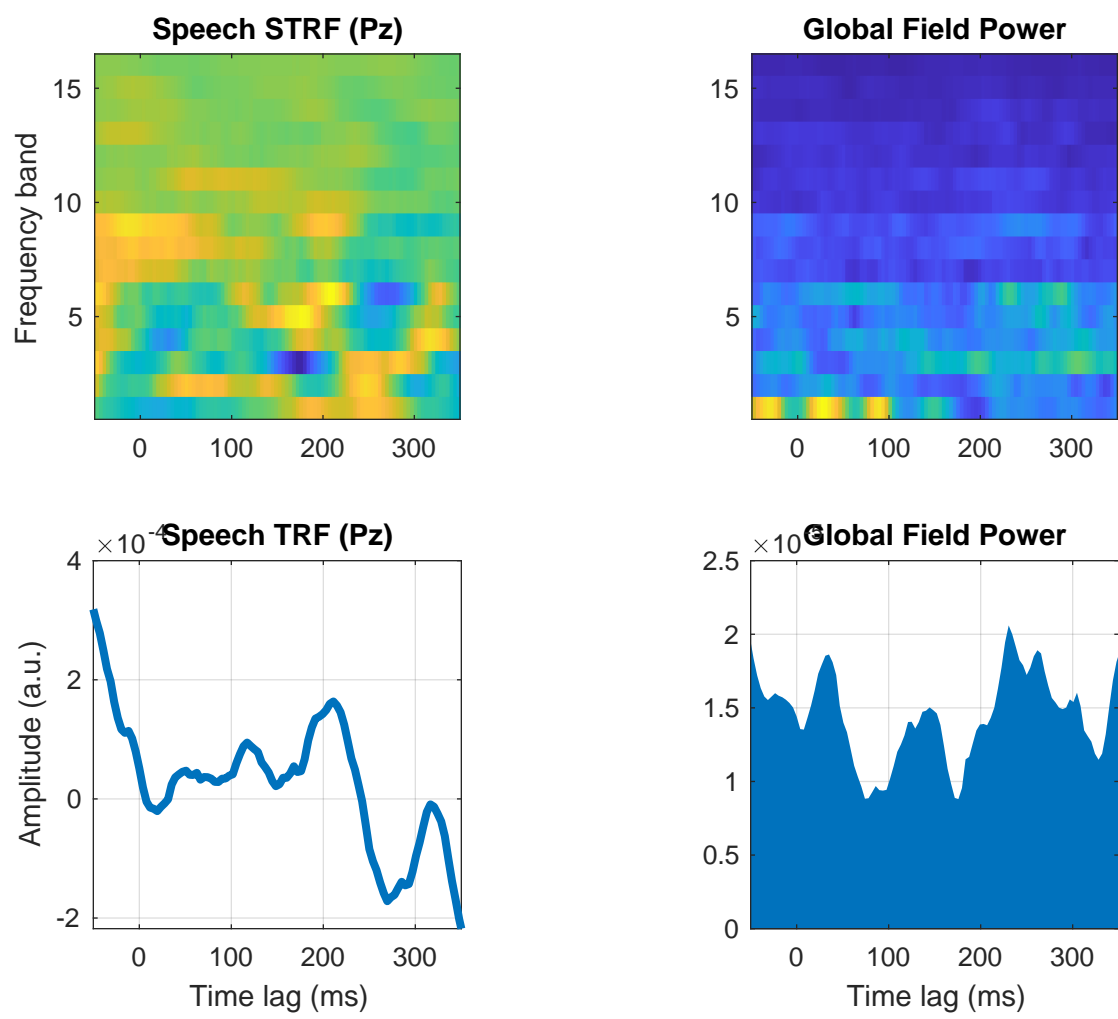 Speech STRF (Pz)
Frequency band
15
10
5
0 100 200 300
Global Field Power
15
10
5
0 100 200 300
×10⁻⁴
Speech TRF (Pz)
Amplitude (a.u.)
4
2
0
-2
0 100 200 300
Time lag (ms)
×10
Global Field Power
2.5
2
1.5
1
0.5
0
0 100 200 300
Time lag (ms)